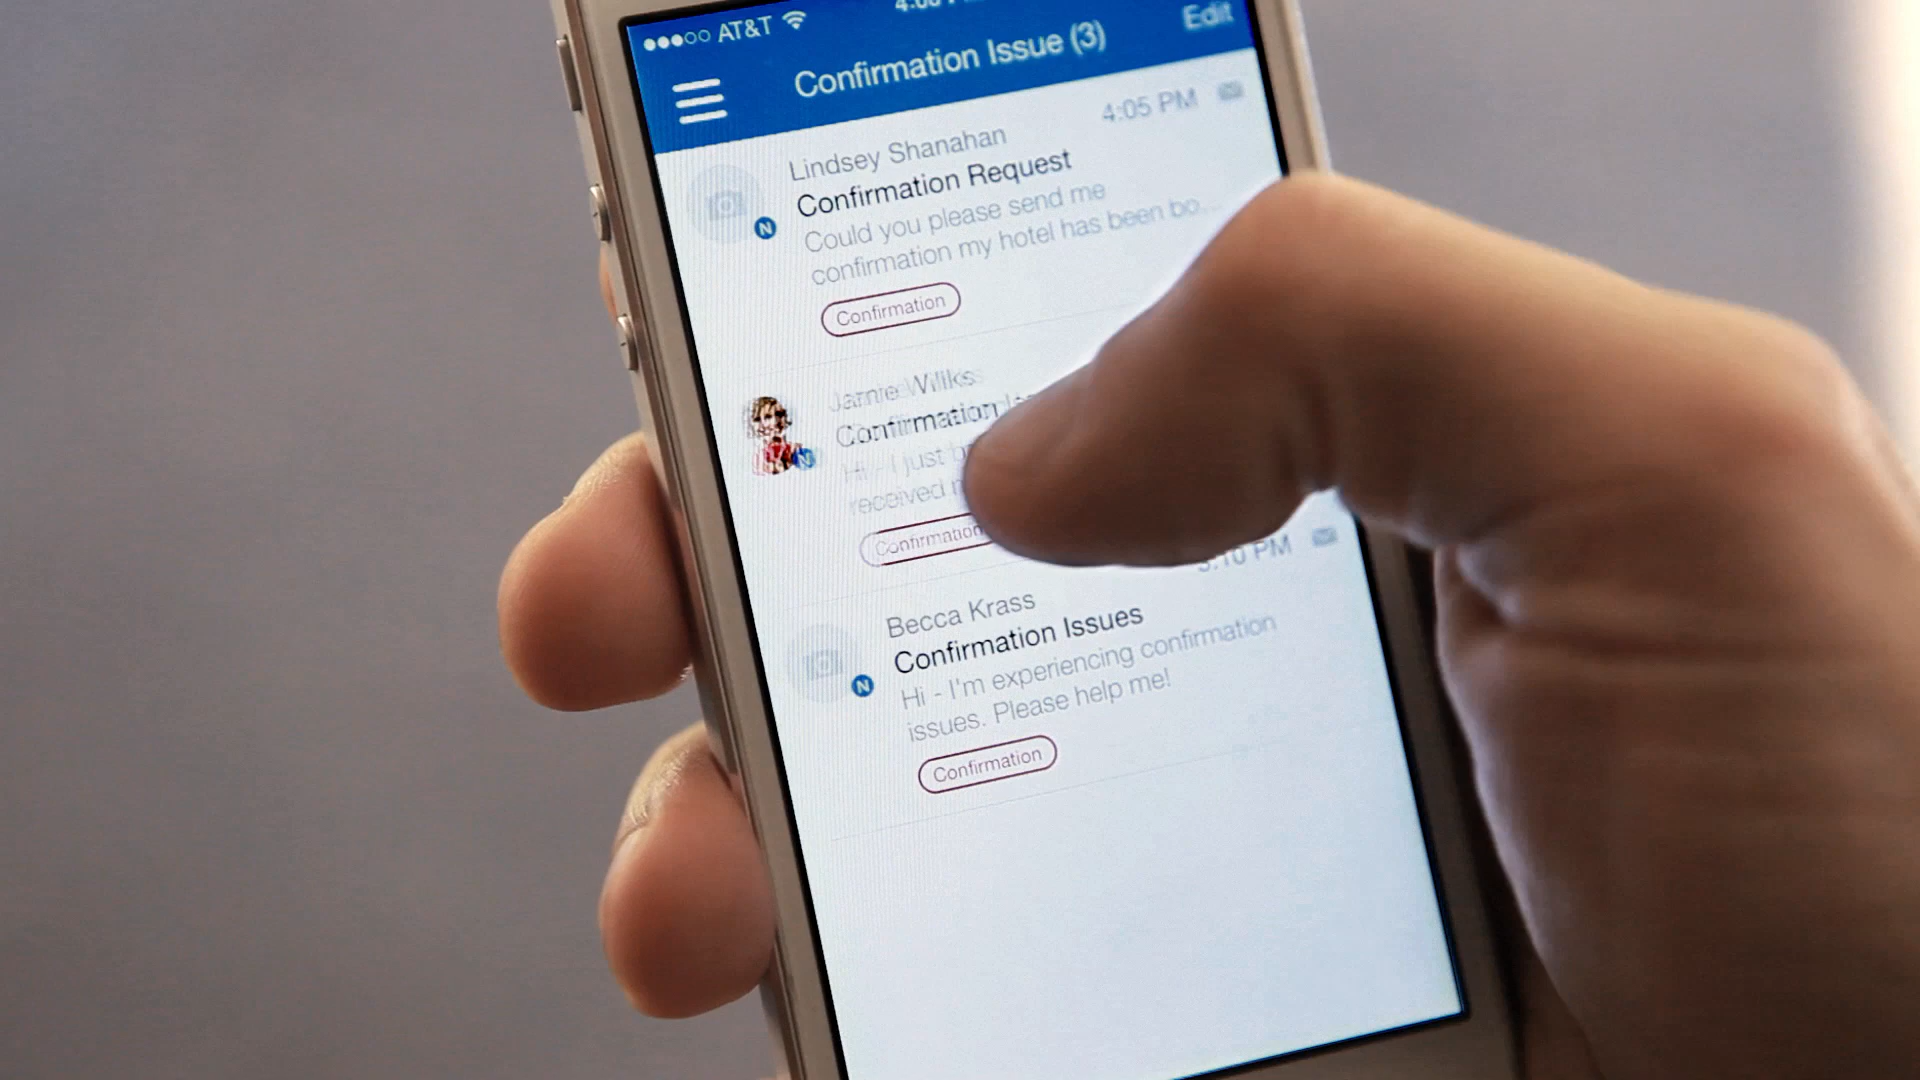 AT&T
Confirmation Issue (3)
Edit
Lindsey Shanahan
4:05 PM
Confirmation Request
Could you please send me
confirmation my hotel has been bo...
Confirmation
N
Jamie Wilks
Confirmation
Hi - I just
received
Confirmation
N
Becca Krass
PM
Confirmation Issues
Hi - I'm experiencing confirmation
issues. Please help me!
Confirmation
N